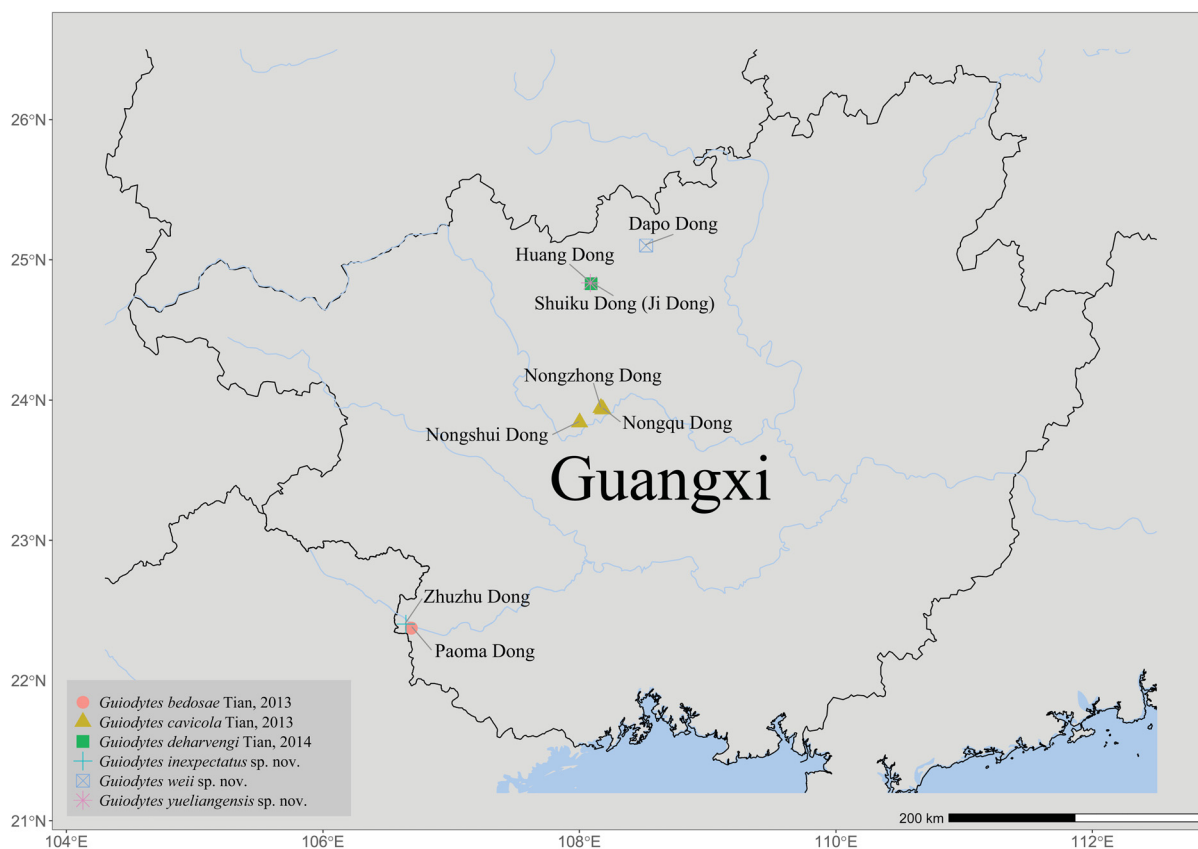 26°N
25°N
24°N
23°N
22°N
21°N
Dapo Dong
Huang Dong
Shuiku Dong (Ji Dong)
Nongzhong Dong
Nongqu Dong
Nongshui Dong
Guangxi
Zhuzhu Dong
Paoma Dong
Guiodytes bedosae Tian, 2013
Guiodytes cavicola Tian, 2013
Guiodytes deharvengi Tian, 2014
Guiodytes inexpectatus sp. nov.
Guiodytes weii sp. nov.
Guiodytes yueliangensis sp. nov.
200 km
104°E
106°E
108°E
110°E
112°E